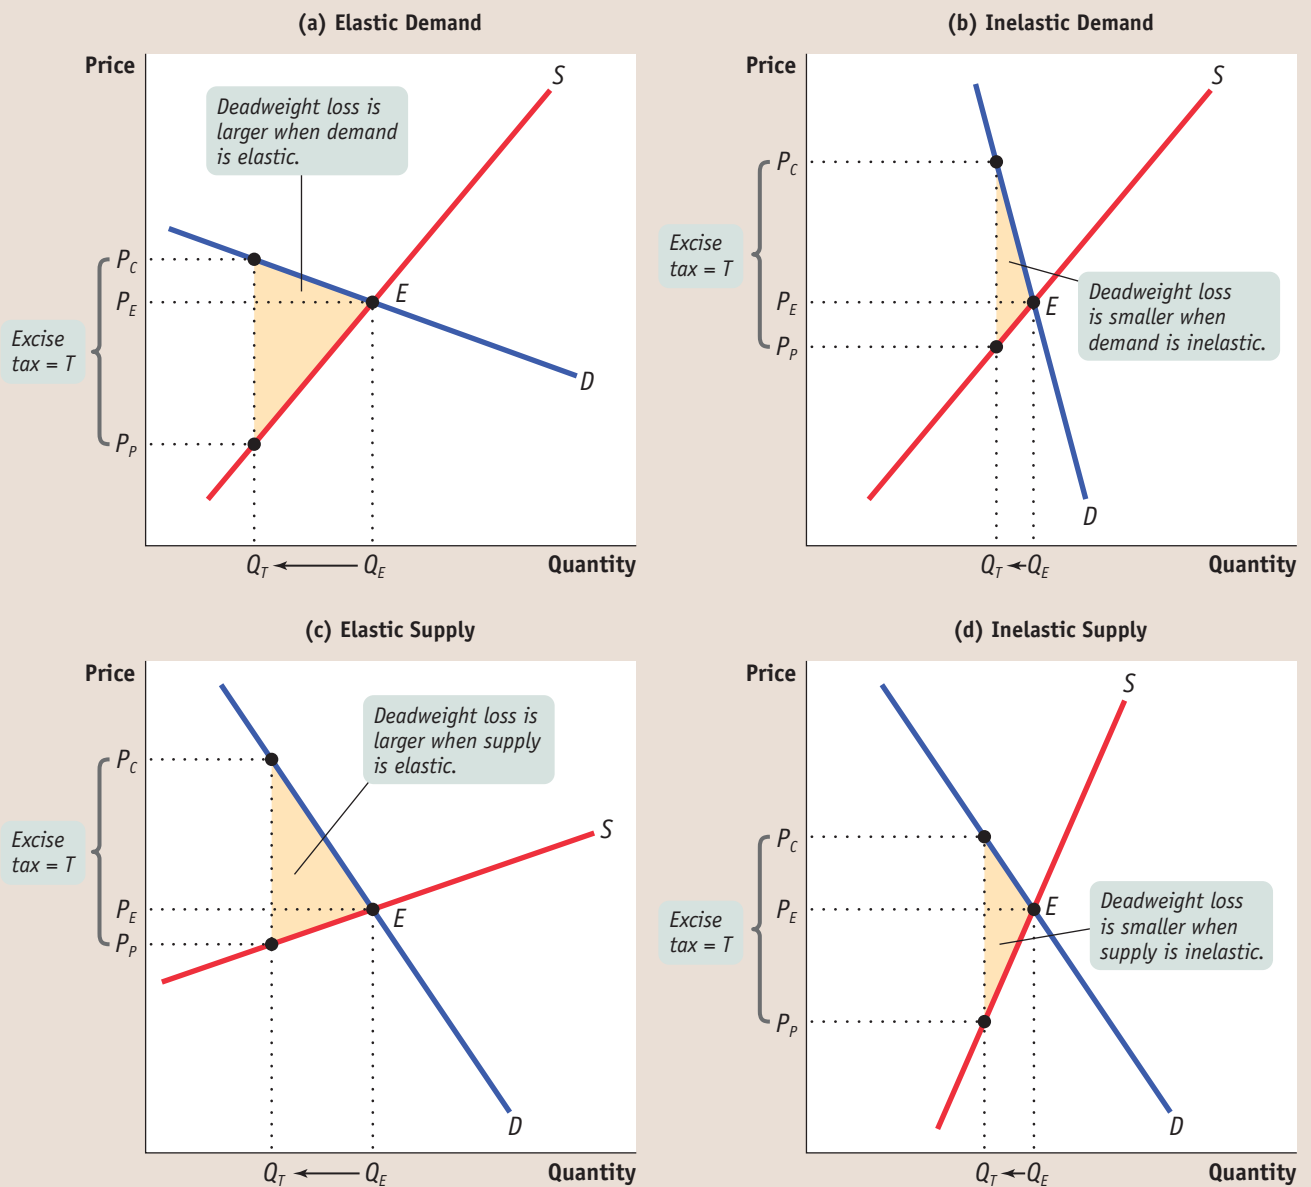 (a) Elastic Demand
Price
S
Deadweight loss is
larger when demand
is elastic.
P_C
P_E
E
Excise
tax = T
D
P_P
Q_T
Q_E
Quantity
(b) Inelastic Demand
Price
S
P_C
Excise
tax = T
Deadweight loss
is smaller when
demand is inelastic.
P_E
E
P_P
D
Q_T
Q_E
Quantity
(c) Elastic Supply
Price
Deadweight loss is
larger when supply
is elastic.
P_C
S
Excise
tax = T
P_E
E
P_P
D
Q_T
Q_E
Quantity
(d) Inelastic Supply
Price
S
P_C
Deadweight loss
is smaller when
supply is inelastic.
P_E
E
Excise
tax = T
P_P
D
Q_T
Q_E
Quantity